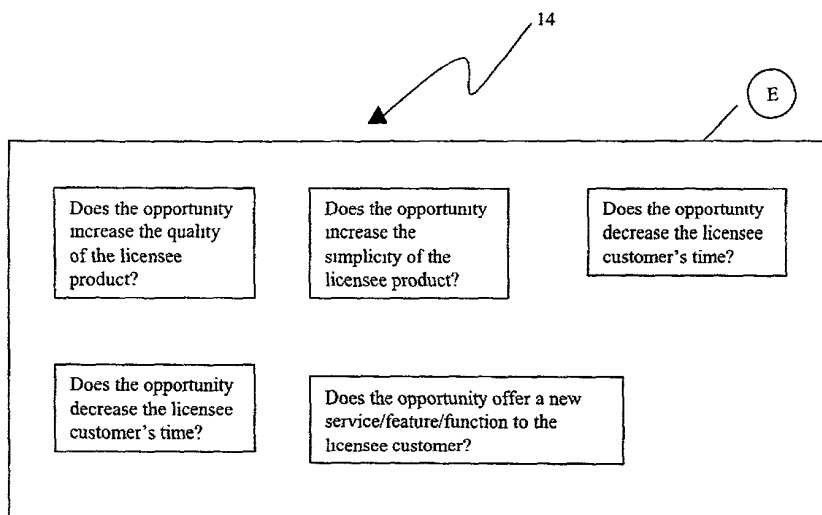 14
E
Does the opportunity
increase the quality
of the licensee
product?
Does the opportunity
increase the
simplicity of the
licensee product?
Does the opportunity
decrease the licensee
customer's time?
Does the opportunity
decrease the licensee
customer's time?
Does the opportunity offer a new
service/feature/function to the
licensee customer?